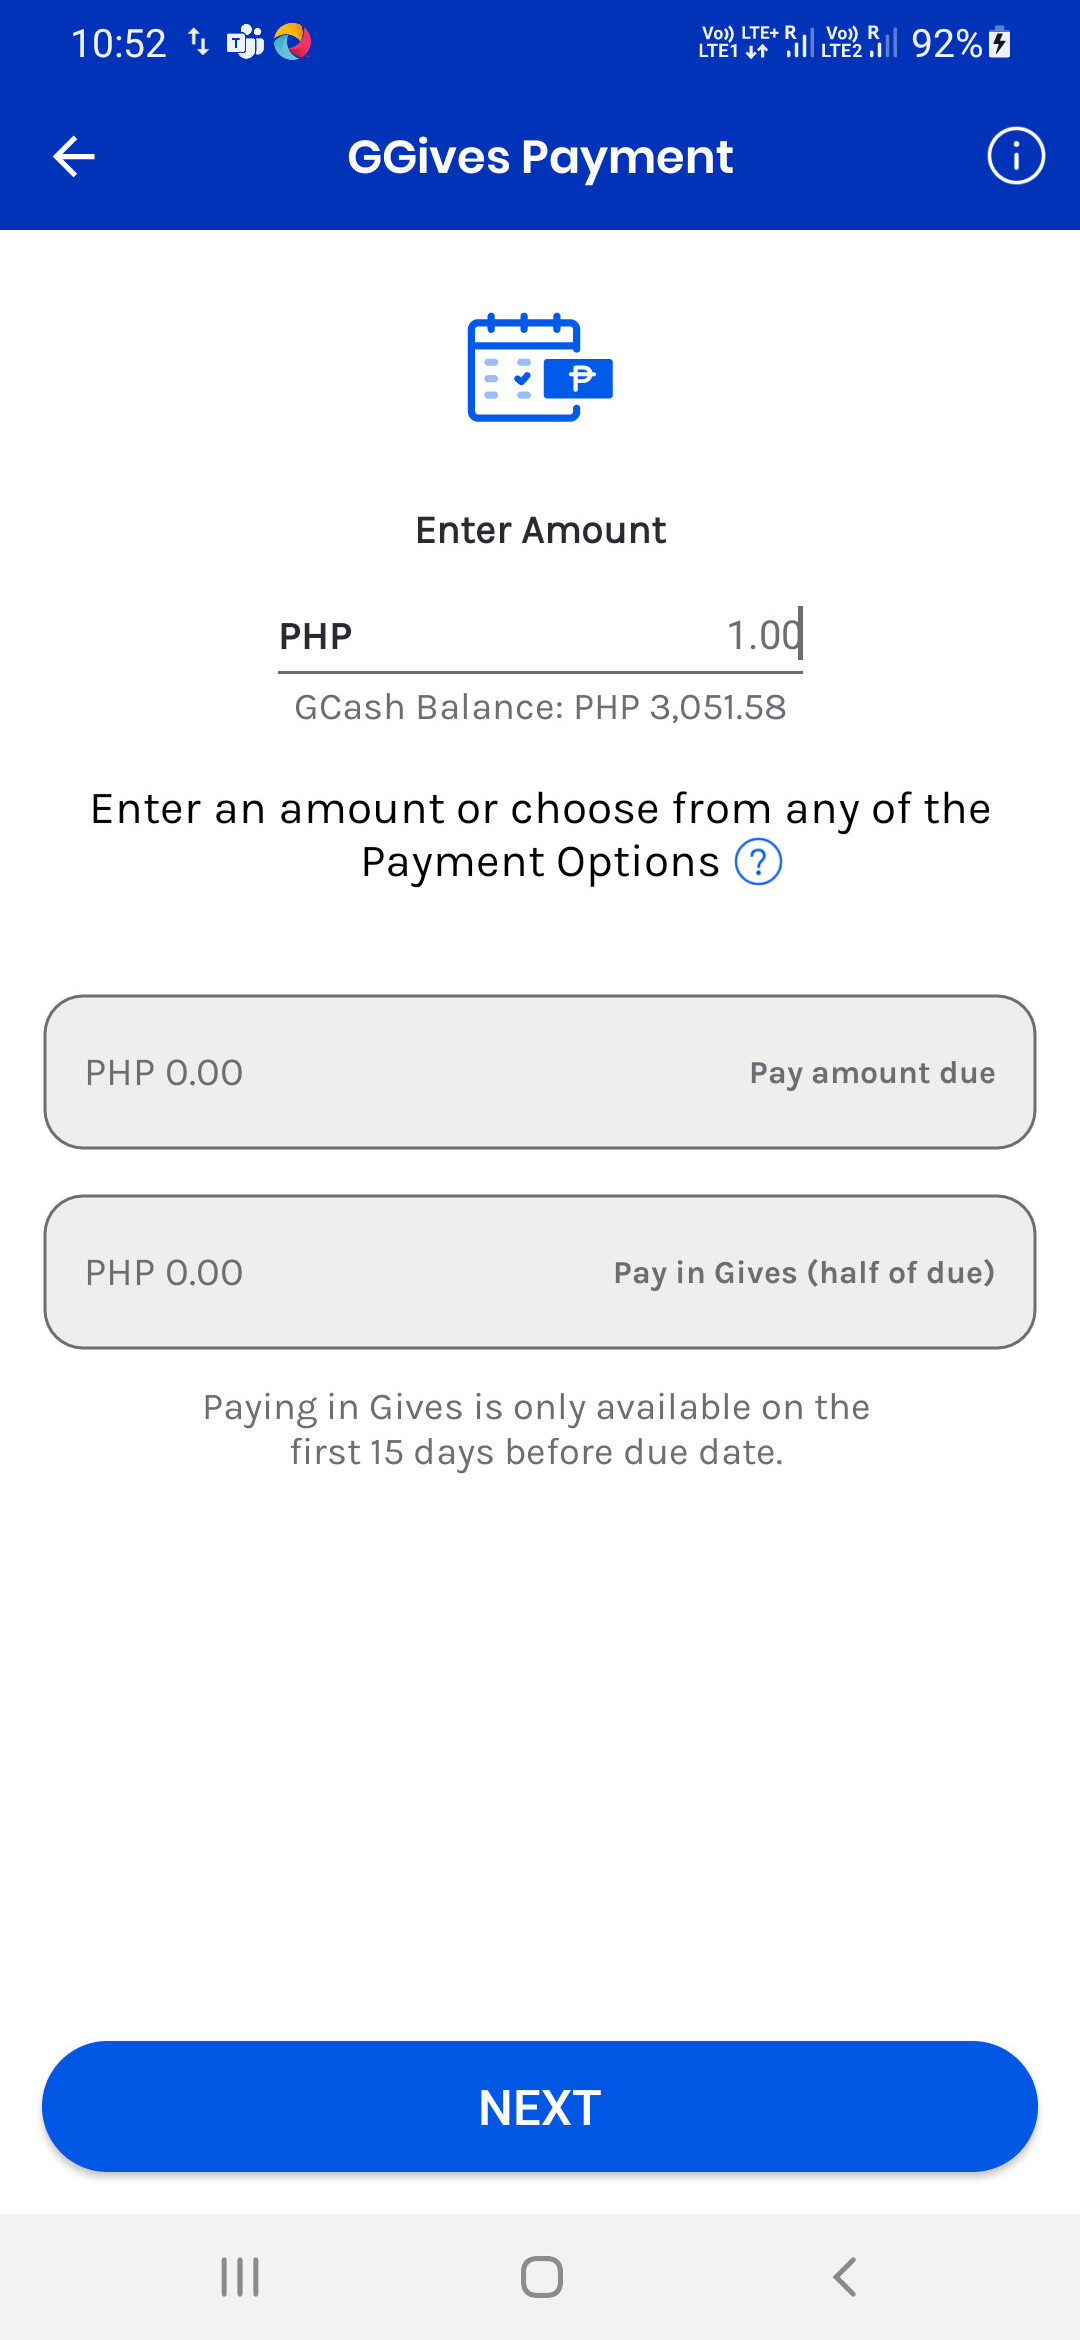 10:52 Vo)) LTE+ R Vo)) R 92%
LTE1 LTE2
GGives Payment
Enter Amount
PHP 1.00
GCash Balance: PHP 3,051.58
Enter an amount or choose from any of the
Payment Options ?
PHP 0.00 Pay amount due
PHP 0.00 Pay in Gives (half of due)
Paying in Gives is only available on the
first 15 days before due date.
NEXT